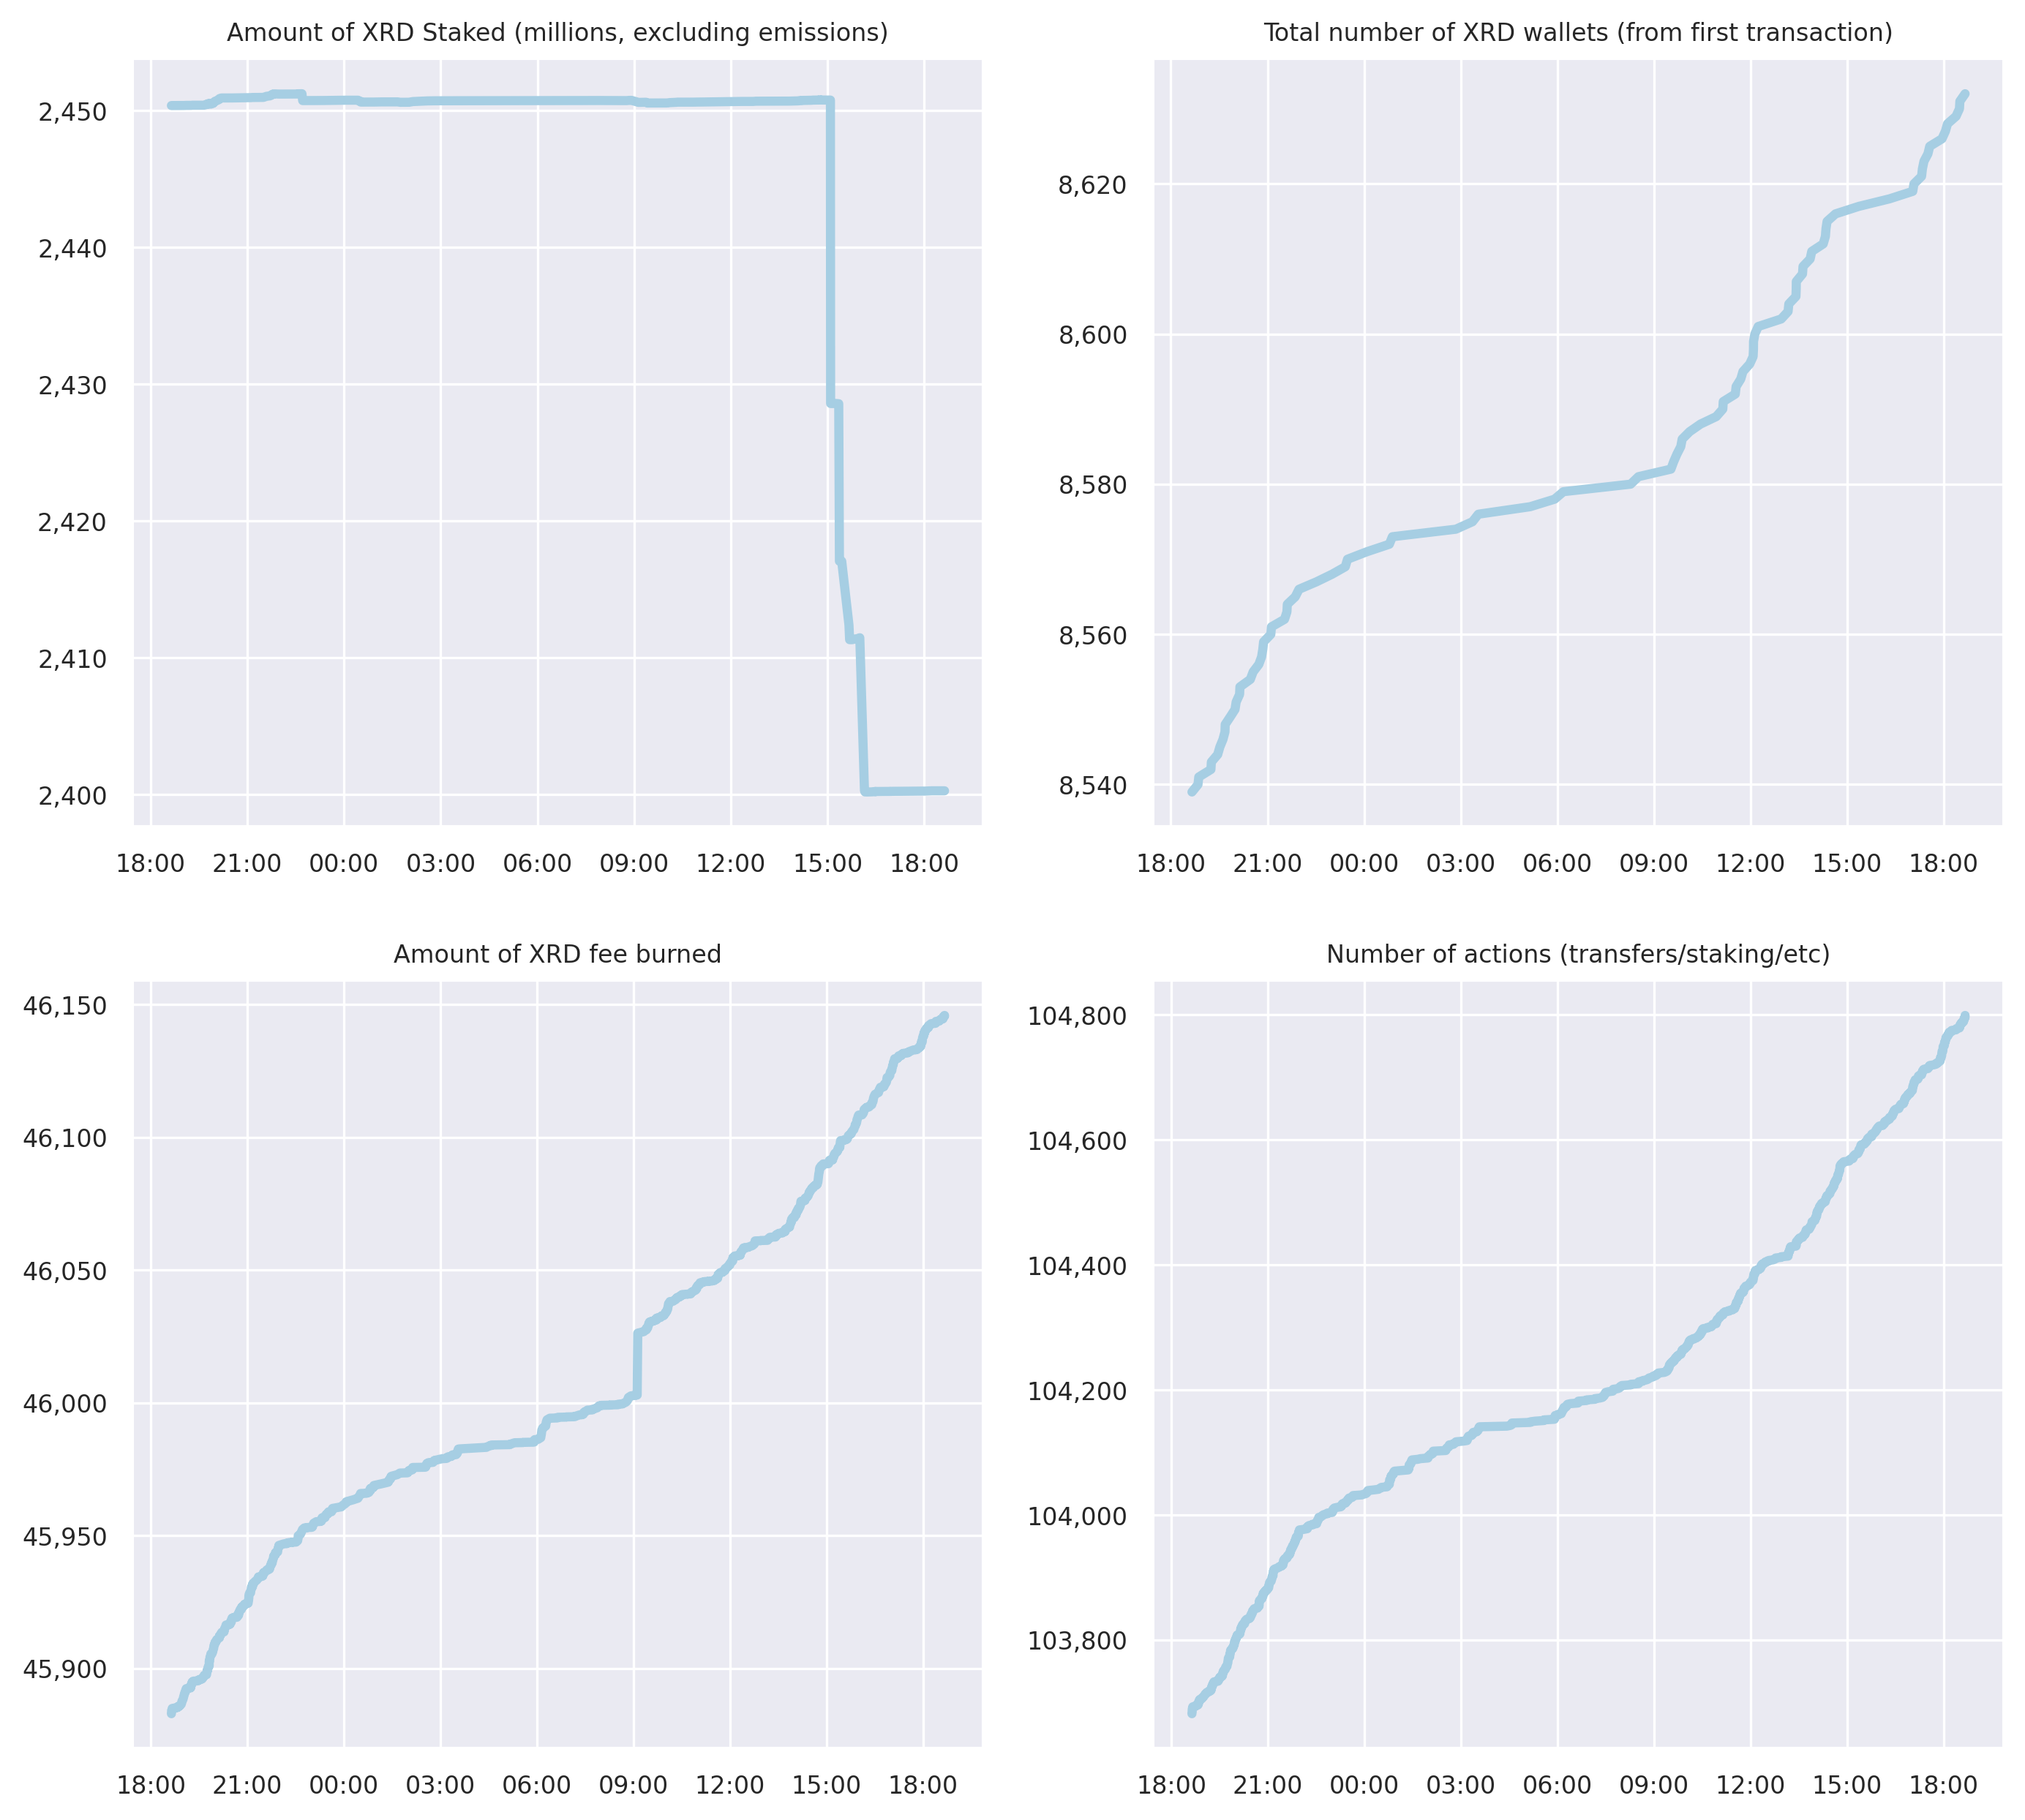 Amount of XRD Staked (millions, excluding emissions)
2,450
2,440
2,430
2,420
2,410
2,400
18:00 21:00 00:00 03:00 06:00 09:00 12:00 15:00 18:00
Total number of XRD wallets (from first transaction)
8,620
8,600
8,580
8,560
8,540
18:00 21:00 00:00 03:00 06:00 09:00 12:00 15:00 18:00
Amount of XRD fee burned
46,150
46,100
46,050
46,000
45,950
45,900
18:00 21:00 00:00 03:00 06:00 09:00 12:00 15:00 18:00
Number of actions (transfers/staking/etc)
104,800
104,600
104,400
104,200
104,000
103,800
18:00 21:00 00:00 03:00 06:00 09:00 12:00 15:00 18:00